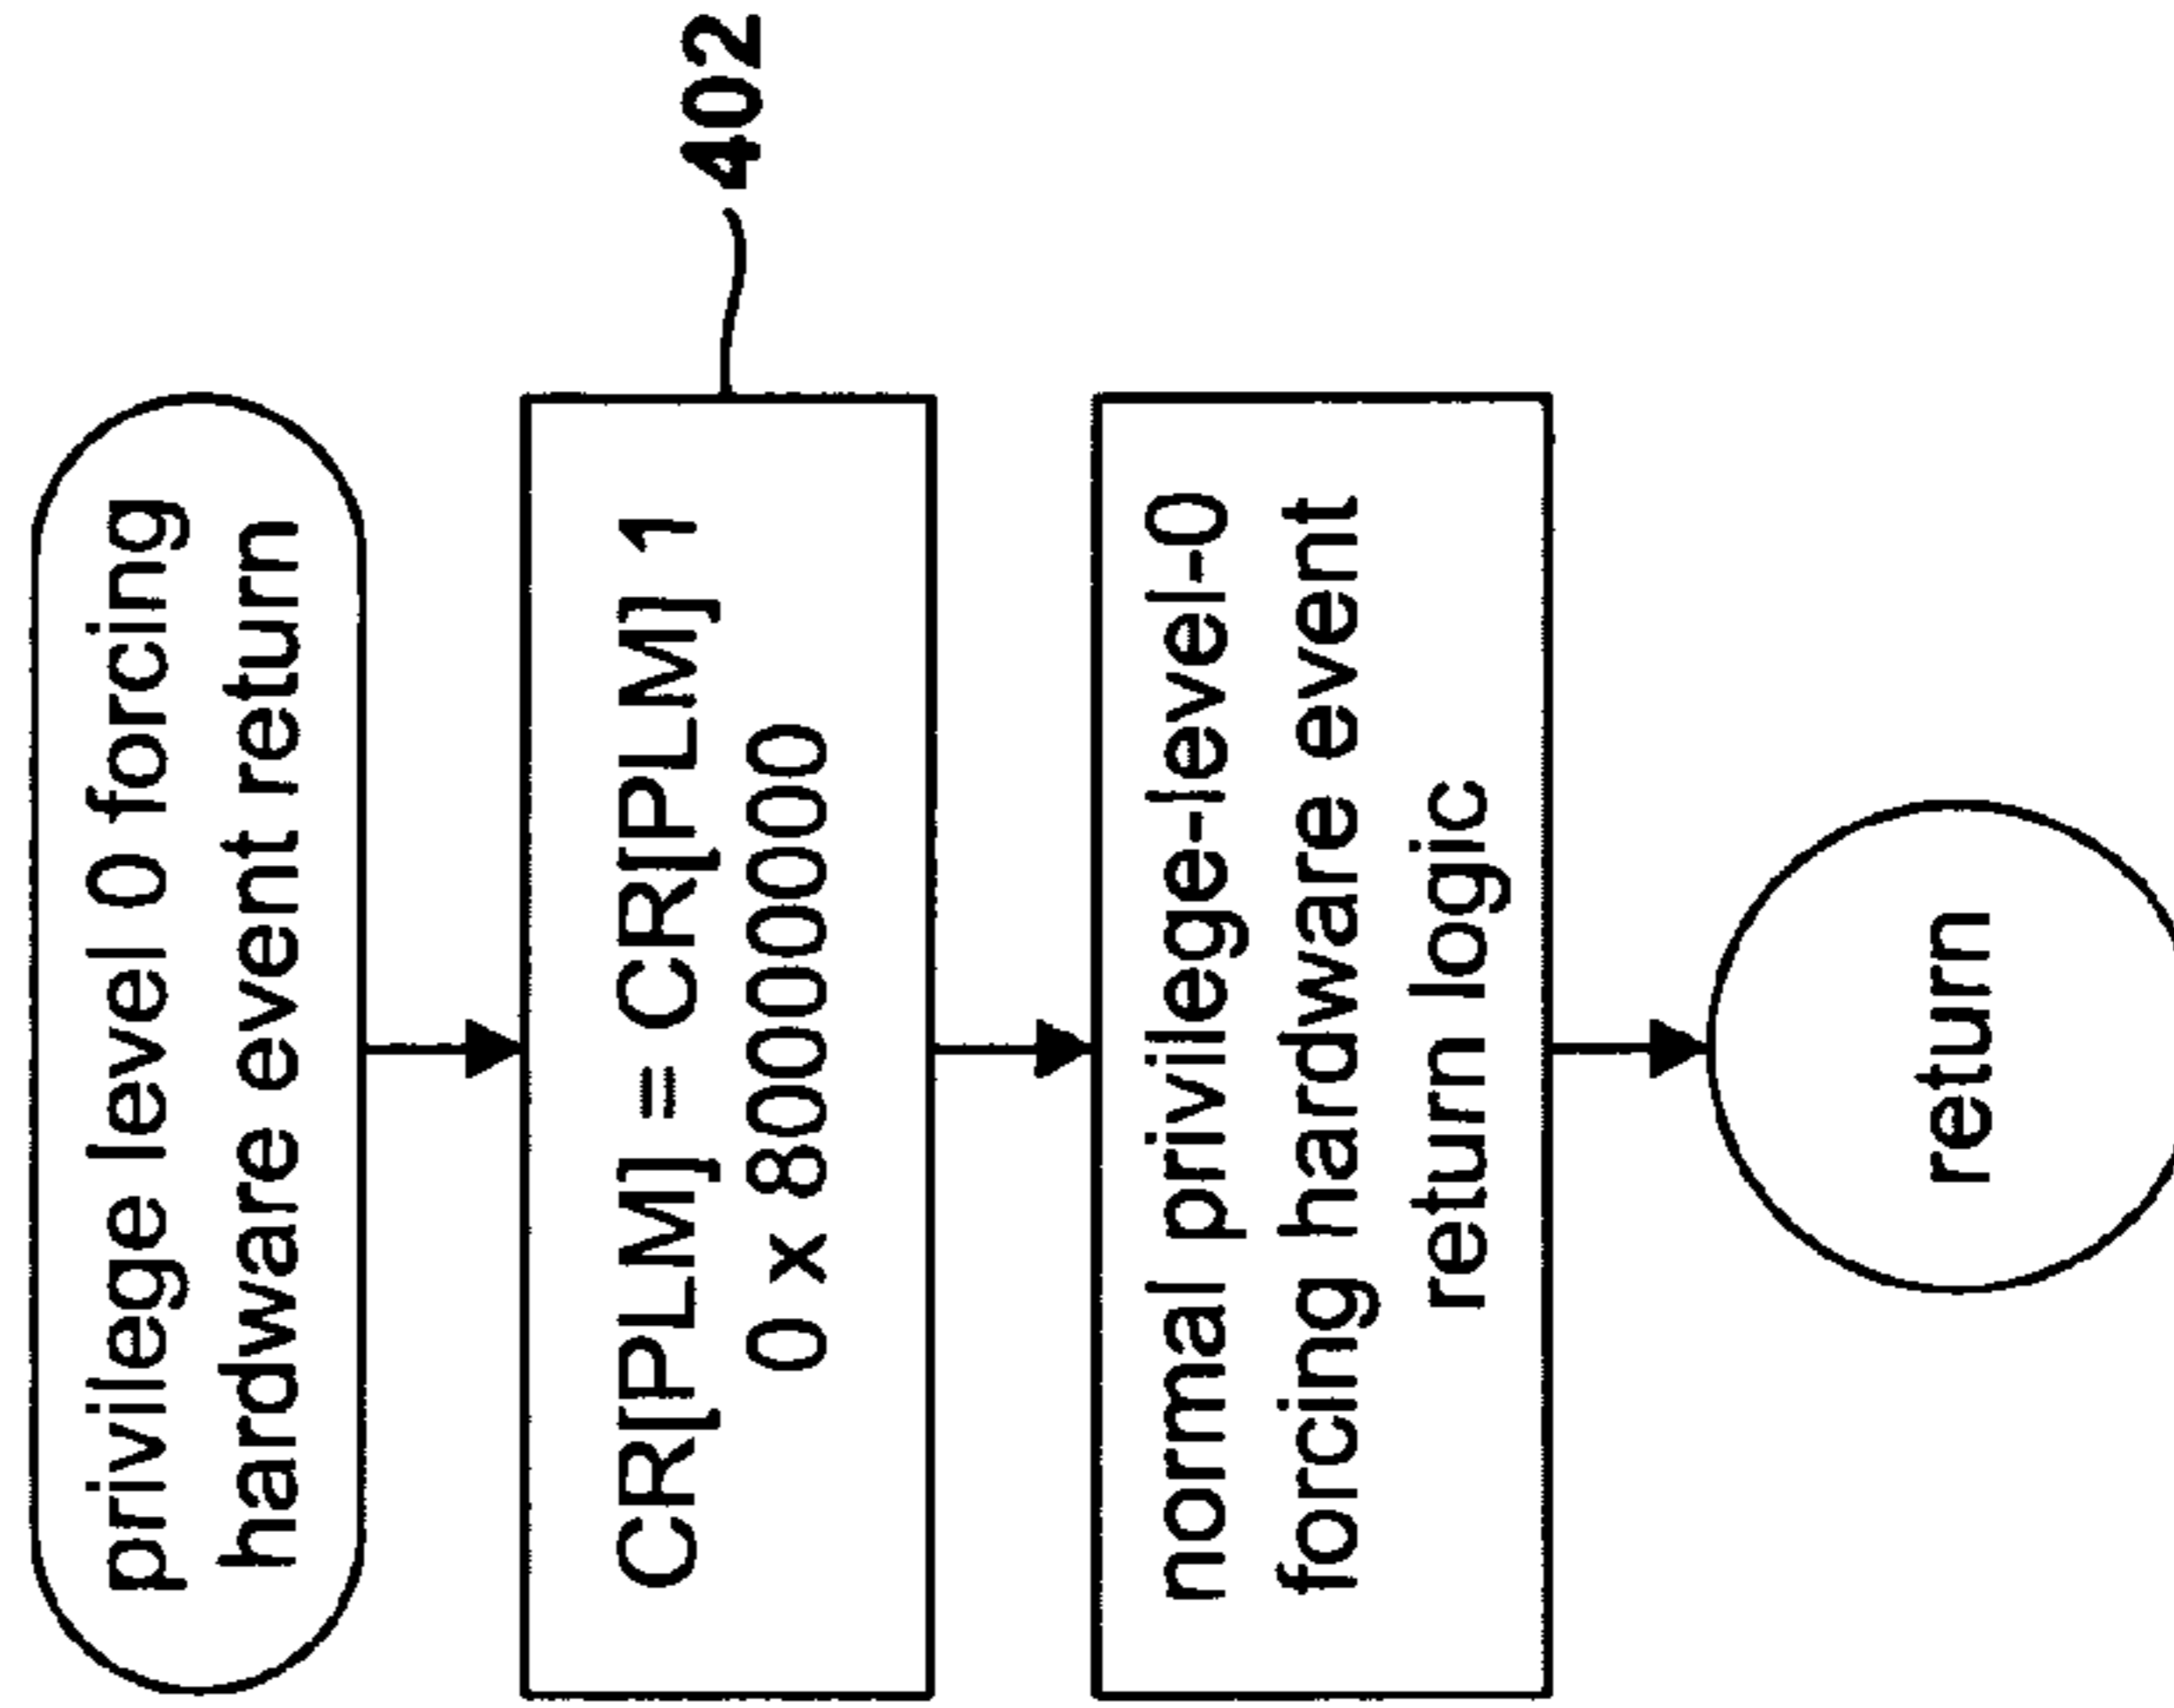 privilege level 0 forcing
hardware event return
CR[PLM] = CR[PLM] 1
0 x 80000000
402
normal privilege-level-0
forcing hardware event
return logic
return